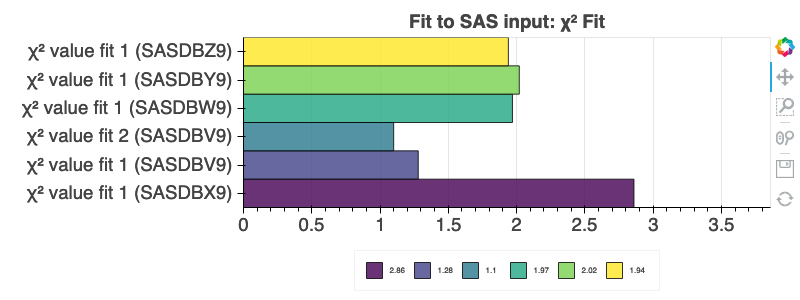 Fit to SAS input: χ² Fit
χ² value fit 1 (SASDBZ9)
χ² value fit 1 (SASDBY9)
χ² value fit 1 (SASDBW9)
χ² value fit 2 (SASDBV9)
χ² value fit 1 (SASDBV9)
χ² value fit 1 (SASDBX9)
0 0.5 1 1.5 2 2.5 3 3.5
2.86 1.28 1.1 1.97 2.02 1.94